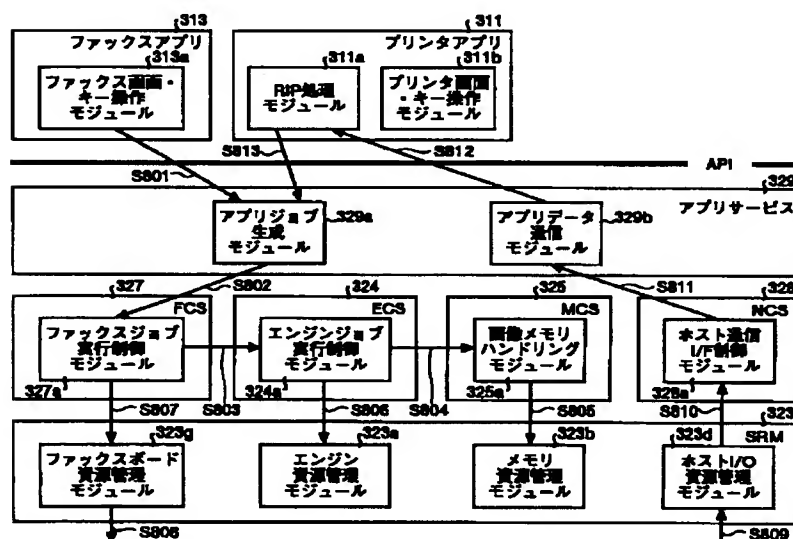 313
ファックスアプリ
313a
ファックス画面・
キー操作
モジュール
311
プリンタアプリ
311a
RIP処理
モジュール
311b
プリンタ画面
・キー操作
モジュール
S801
S813
S812
API
329
アプリサービス
アプリジョブ
生成
モジュール
329a
アプリデータ
通信
モジュール
329b
S802
S811
327
FCS
ファックスジョブ
実行制御
モジュール
327a
324
ECS
エンジンジョブ
実行制御
モジュール
324a
325
MCS
画像メモリ
ハンドリング
モジュール
325a
328
NCS
ホスト通信
I/F制御
モジュール
328a
S807
S803
S806
S804
S805
S810
323
SRM
323g
ファックスボード
資源管理
モジュール
323a
エンジン
資源管理
モジュール
323b
メモリ
資源管理
モジュール
323d
ホストI/O
資源管理
モジュール
S808
S809